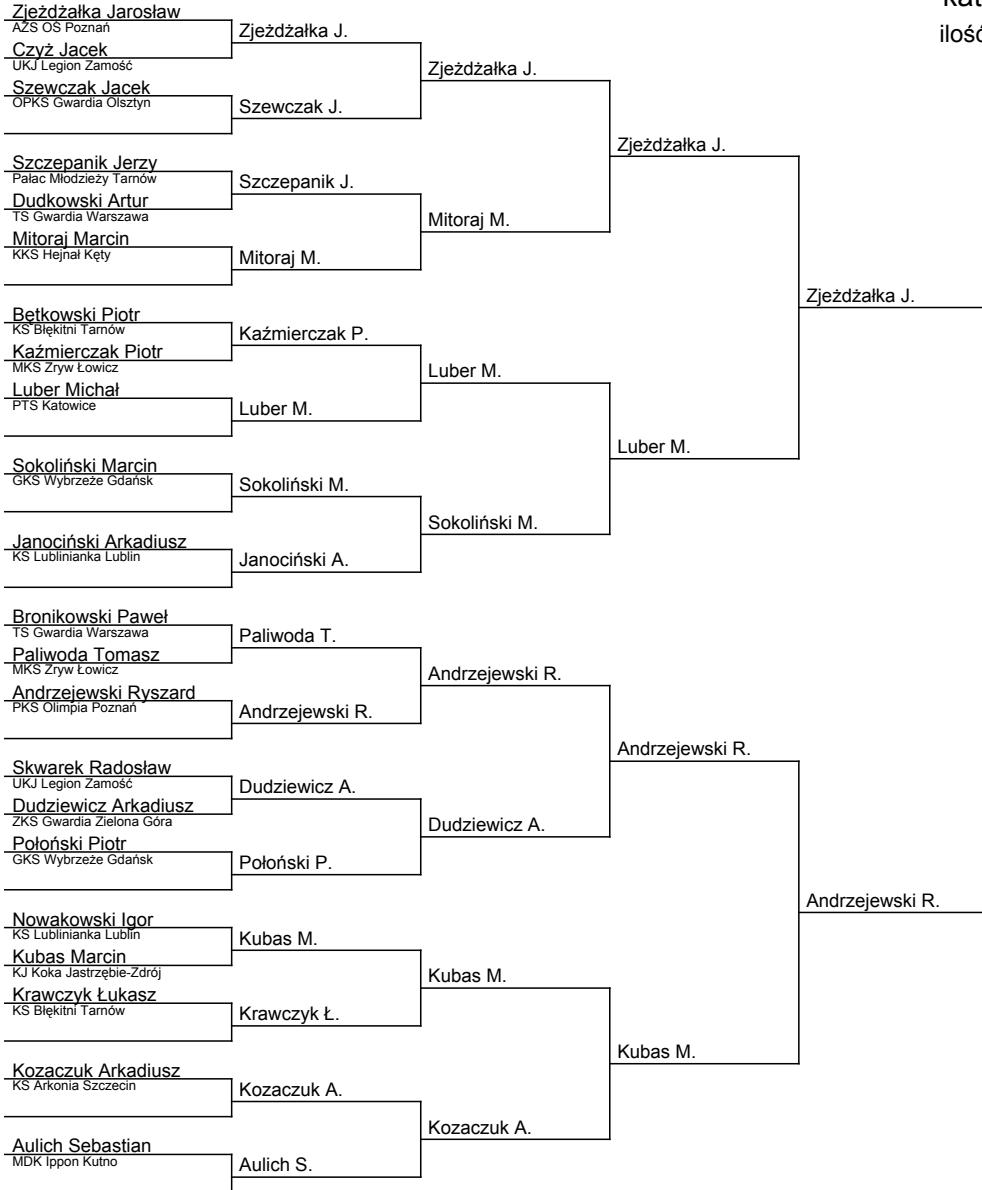 Zjeżdżałka Jarosław
AZS OŚ Poznań
Czyż Jacek
UKJ Legion Zamość
Szewczak Jacek
OPKS Gwardia Olsztyn
Szczepanik Jerzy
Pałac Młodzieży Tarnów
Dudkowski Artur
TS Gwardia Warszawa
Mitoraj Marcin
KKS Hejnał Kęty
Bętkowski Piotr
KS Błękitni Tarnów
Kaźmierczak Piotr
MKS Zryw Łowicz
Luber Michał
PTS Katowice
Sokoliński Marcin
GKS Wybrzeże Gdańsk
Janociński Arkadiusz
KS Lublinianka Lublin
Bronikowski Paweł
TS Gwardia Warszawa
Paliwoda Tomasz
MKS Zryw Łowicz
Andrzejewski Ryszard
PKS Olimpia Poznań
Skwarek Radosław
UKJ Legion Zamość
Dudziewicz Arkadiusz
ZKS Gwardia Zielona Góra
Połoński Piotr
GKS Wybrzeże Gdańsk
Nowakowski Igor
KS Lublinianka Lublin
Kubas Marcin
KJ Koka Jastrzębie-Zdrój
Krawczyk Łukasz
KS Błękitni Tarnów
Kozaczuk Arkadiusz
KS Arkonia Szczecin
Aulich Sebastian
MDK Ippon Kutno
Zjeżdżałka J.
Szewczak J.
Szczepanik J.
Mitoraj M.
Kaźmierczak P.
Luber M.
Sokoliński M.
Janociński A.
Paliwoda T.
Andrzejewski R.
Dudziewicz A.
Połoński P.
Kubas M.
Krawczyk Ł.
Kozaczuk A.
Aulich S.
Zjeżdżałka J.
Mitoraj M.
Luber M.
Sokoliński M.
Andrzejewski R.
Dudziewicz A.
Kubas M.
Kozaczuk A.
Zjeżdżałka J.
Luber M.
Andrzejewski R.
Kubas M.
Zjeżdżałka J.
Andrzejewski R.
ilość